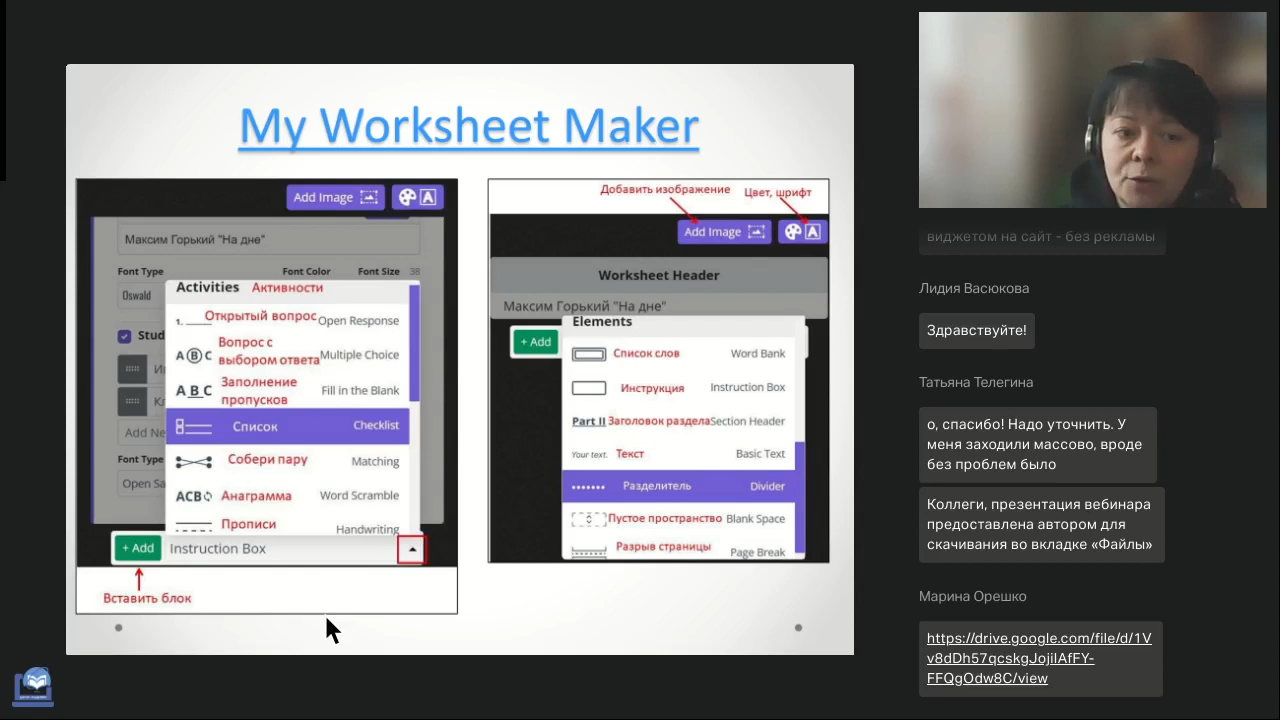 My Worksheet Maker
Add Image
A
Максим Горький "На дне"
Font Type Font Color Font Size 38
Oswald
Activities Активности
1. Открытый вопрос Open Response
A B C Вопрос с выбором ответа Multiple Choice
A B C Заполнение пропусков Fill in the Blank
Список Checklist
Собери пару Matching
ACB Анаграмма Word Scramble
Прописи Handwriting
Stud
Add Ne
Font Type
Open Sa
+ Add Instruction Box
Вставить блок
Добавить изображение Цвет, шрифт
Add Image
A
Worksheet Header
Максим Горький "На дне"
+ Add
Elements
Список слов Word Bank
Инструкция Instruction Box
Part II Заголовок раздела Section Header
Your text. Текст Basic Text
Разделитель Divider
Пустое пространство Blank Space
Разрыв страницы Page Break
виджетом на сайт - без рекламы
Лидия Васюкова
Здравствуйте!
Татьяна Телегина
о, спасибо! Надо уточнить. У
меня заходили массово, вроде
без проблем было
Коллеги, презентация вебинара
предоставлена автором для
скачивания во вкладке «Файлы»
Марина Орешко
https://drive.google.com/file/d/1V
v8dDh57qcskgJojilAfFY-
FFQgOdw8C/view